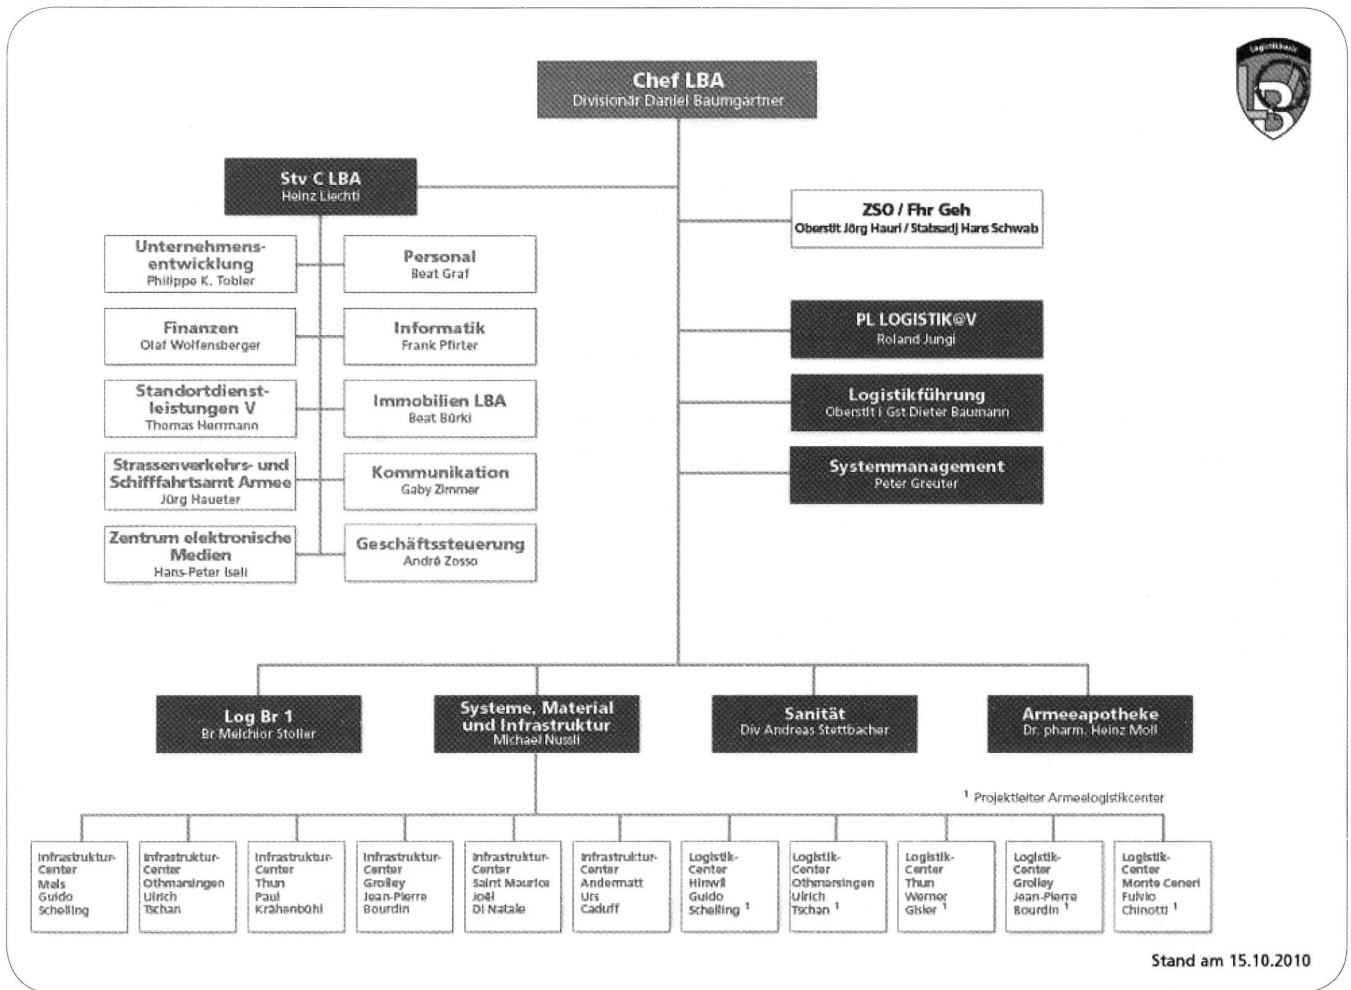 Logistikbasis
Chef LBA
Divisionär Daniel Baumgartner
Stv C LBA
Heinz Liechti
ZSO / Fhr Geh
Oberstlt Jörg Hauri / Stabsadj Hans Schwab
Unternehmens-
entwicklung
Philippe K. Tobler
Personal
Beat Graf
Finanzen
Olaf Wolfensberger
Informatik
Frank Pfirter
PL LOGISTIK@V
Roland Jungi
Standortdienst-
leistungen V
Thomas Herrmann
Immobilien LBA
Beat Bürki
Logistikführung
Oberstlt i Gst Dieter Baumann
Strassenverkehrs- und
Schifffahrtsamt Armee
Jürg Haueter
Kommunikation
Gaby Zimmer
Systemmanagement
Peter Greuter
Zentrum elektronische
Medien
Hans-Peter Iseli
Geschäftssteuerung
André Zosso
Log Br 1
Br Melchior Stoller
Systeme, Material
und Infrastruktur
Michael Nüssli
Sanität
Div Andreas Stettbacher
Armeeapotheke
Dr. pharm. Heinz Moll
1 Projektleiter Armeelogistikcenter
Infrastruktur-
Center
Mels
Guido
Schelling
Infrastruktur-
Center
Othmarsingen
Ulrich
Tschan
Infrastruktur-
Center
Thun
Paul
Krähenbühl
Infrastruktur-
Center
Grolley
Jean-Pierre
Bourdin
Infrastruktur-
Center
Saint Maurice
Joël
Di Natale
Infrastruktur-
Center
Andermatt
Urs
Caduff
Logistik-
Center
Hinwil
Guido
Schelling 1
Logistik-
Center
Othmarsingen
Ulrich
Tschan 1
Logistik-
Center
Thun
Werner
Gisler 1
Logistik-
Center
Grolley
Jean-Pierre
Bourdin 1
Logistik-
Center
Monte Ceneri
Fulvio
Chinotti 1
Stand am 15.10.2010